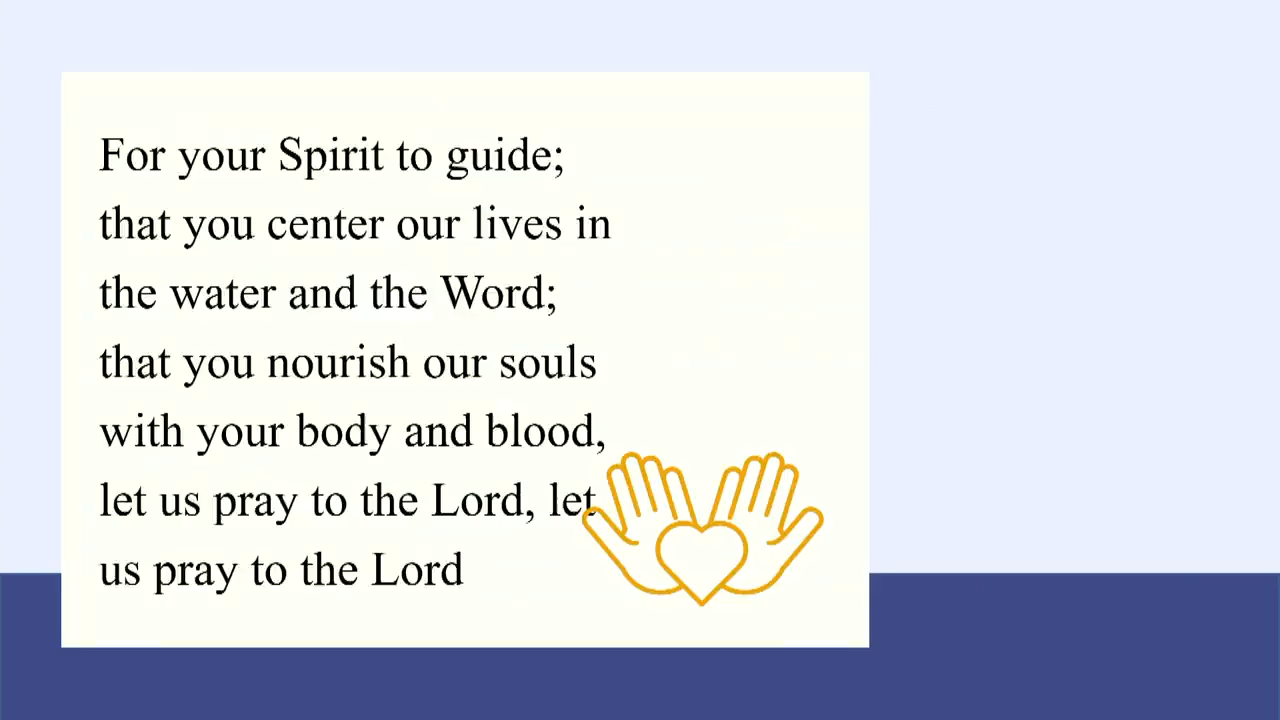 For your Spirit to guide;
that you center our lives in
the water and the Word;
that you nourish our souls
with your body and blood,
let us pray to the Lord, let
us pray to the Lord